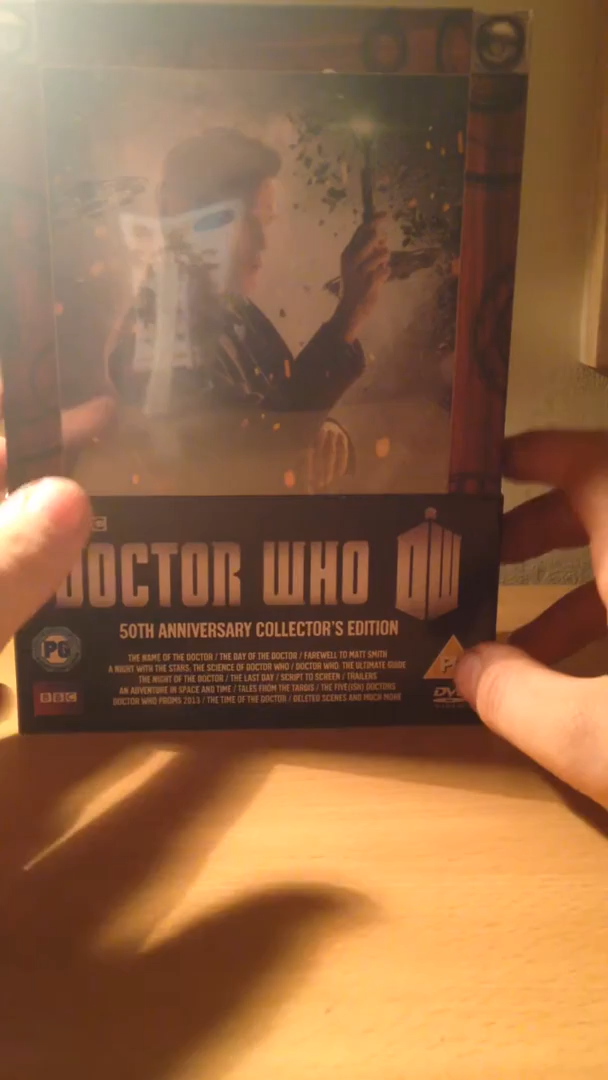 DOCTOR WHO DW
50TH ANNIVERSARY COLLECTOR'S EDITION
PG
THE NAME OF THE DOCTOR / THE DAY OF THE DOCTOR / FAREWELL TO MATT SMITH
A NIGHT WITH THE STARS: THE SCIENCE OF DOCTOR WHO / DOCTOR WHO: THE ULTIMATE GUIDE
THE NIGHT OF THE DOCTOR / THE LAST DAY / SCRIPT TO SCREEN / TRAILERS
AN ADVENTURE IN SPACE AND TIME / TALES FROM THE TARDIS / THE FIVE(ISH) DOCTORS
DOCTOR WHO PROMS 2013 / THE TIME OF THE DOCTOR / DELETED SCENES AND MUCH MORE
BBC